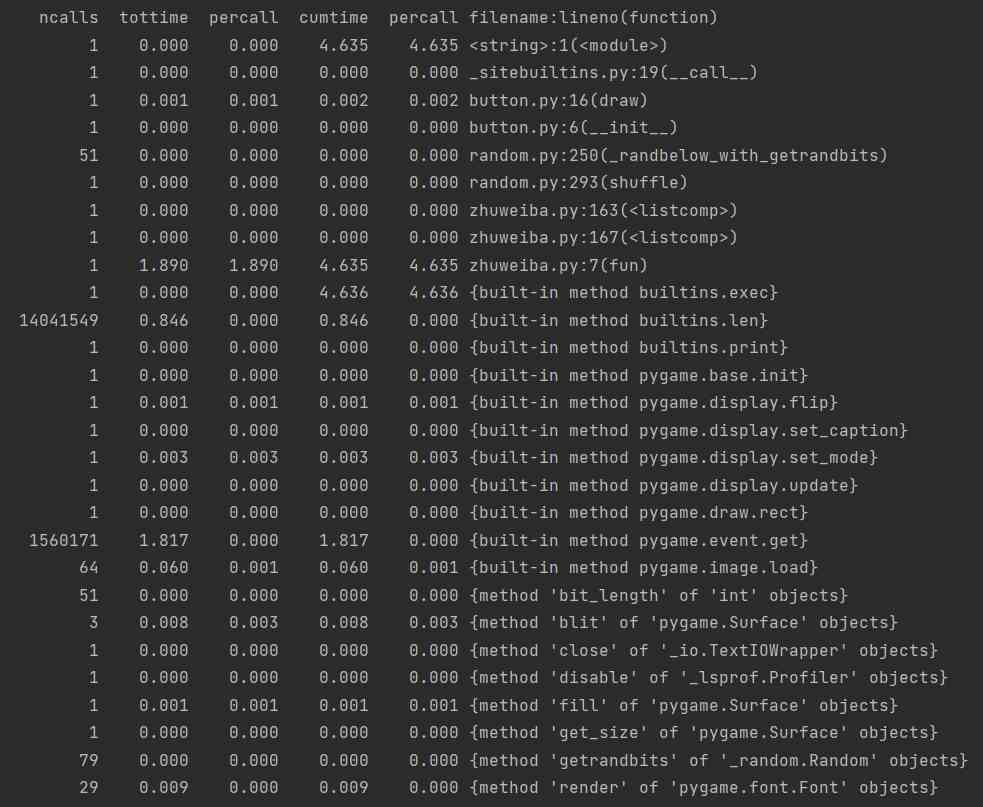 ncalls tottime percall cumtime percall filename:lineno(function)
1 0.000 0.000 4.635 4.635 <string>:1(<module>)
1 0.000 0.000 0.000 0.000 _sitebuiltins.py:19(__call__)
1 0.001 0.001 0.002 0.002 button.py:16(draw)
1 0.000 0.000 0.000 0.000 button.py:6(__init__)
51 0.000 0.000 0.000 0.000 random.py:250(_randbelow_with_getrandbits)
1 0.000 0.000 0.000 0.000 random.py:293(shuffle)
1 0.000 0.000 0.000 0.000 zhuweiba.py:163(<listcomp>)
1 0.000 0.000 0.000 0.000 zhuweiba.py:167(<listcomp>)
1 1.890 1.890 4.635 4.635 zhuweiba.py:7(fun)
1 0.000 0.000 4.636 4.636 {built-in method builtins.exec}
14041549 0.846 0.000 0.846 0.000 {built-in method builtins.len}
1 0.000 0.000 0.000 0.000 {built-in method builtins.print}
1 0.000 0.000 0.000 0.000 {built-in method pygame.base.init}
1 0.001 0.001 0.001 0.001 {built-in method pygame.display.flip}
1 0.000 0.000 0.000 0.000 {built-in method pygame.display.set_caption}
1 0.003 0.003 0.003 0.003 {built-in method pygame.display.set_mode}
1 0.000 0.000 0.000 0.000 {built-in method pygame.display.update}
1 0.000 0.000 0.000 0.000 {built-in method pygame.draw.rect}
1560171 1.817 0.000 1.817 0.000 {built-in method pygame.event.get}
64 0.060 0.001 0.060 0.001 {built-in method pygame.image.load}
51 0.000 0.000 0.000 0.000 {method 'bit_length' of 'int' objects}
3 0.008 0.003 0.008 0.003 {method 'blit' of 'pygame.Surface' objects}
1 0.000 0.000 0.000 0.000 {method 'close' of '_io.TextIOWrapper' objects}
1 0.000 0.000 0.000 0.000 {method 'disable' of '_lsprof.Profiler' objects}
1 0.001 0.001 0.001 0.001 {method 'fill' of 'pygame.Surface' objects}
1 0.000 0.000 0.000 0.000 {method 'get_size' of 'pygame.Surface' objects}
79 0.000 0.000 0.000 0.000 {method 'getrandbits' of '_random.Random' objects}
29 0.009 0.000 0.009 0.000 {method 'render' of 'pygame.font.Font' objects}